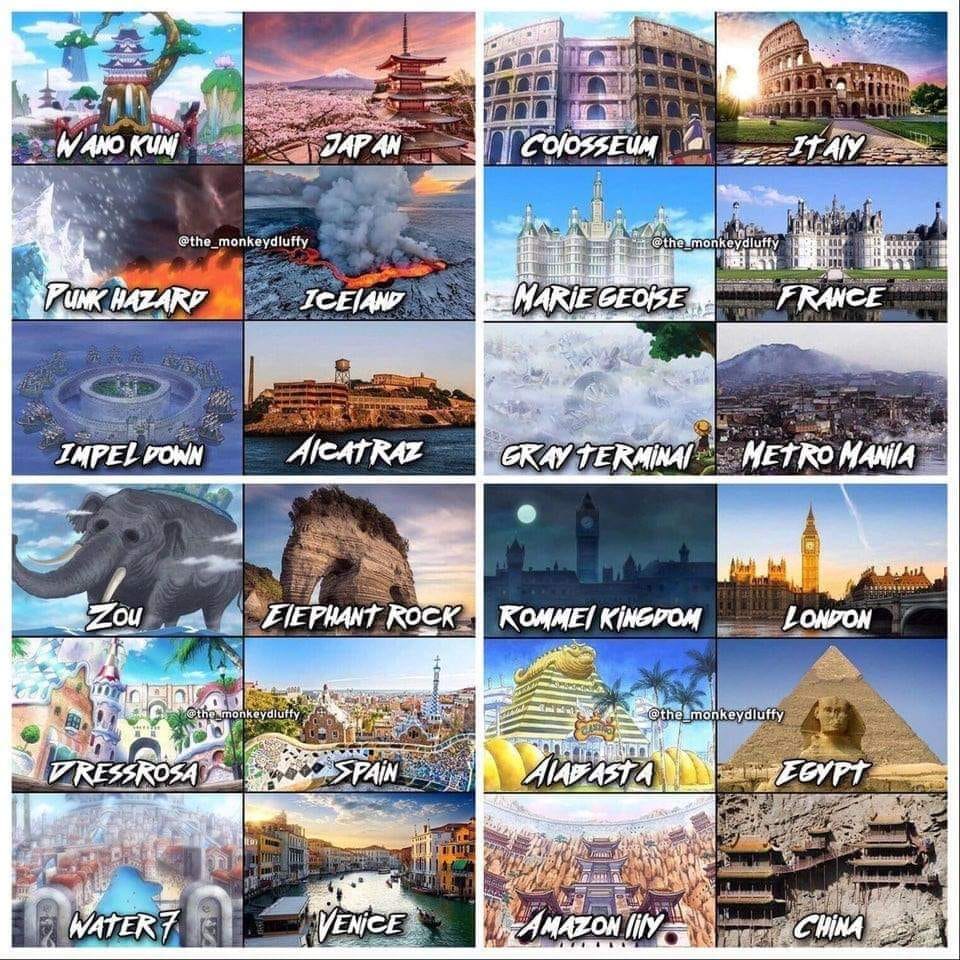 WANO KUNI
JAPAN
COLOSSEUM
ITALY
@the_monkeydluffy
@the_monkeydluffy
PUNK HAZARD
ICELAND
MARIE GEOISE
FRANCE
IMPEL DOWN
ALCATRAZ
GRAY TERMINAL
METRO MANILA
ZOU
ELEPHANT ROCK
ROMMEL KINGDOM
LONDON
@the_monkeydluffy
@the_monkeydluffy
DRESSROSA
SPAIN
ALABASTA
EGYPT
WATER 7
VENICE
AMAZON LILY
CHINA